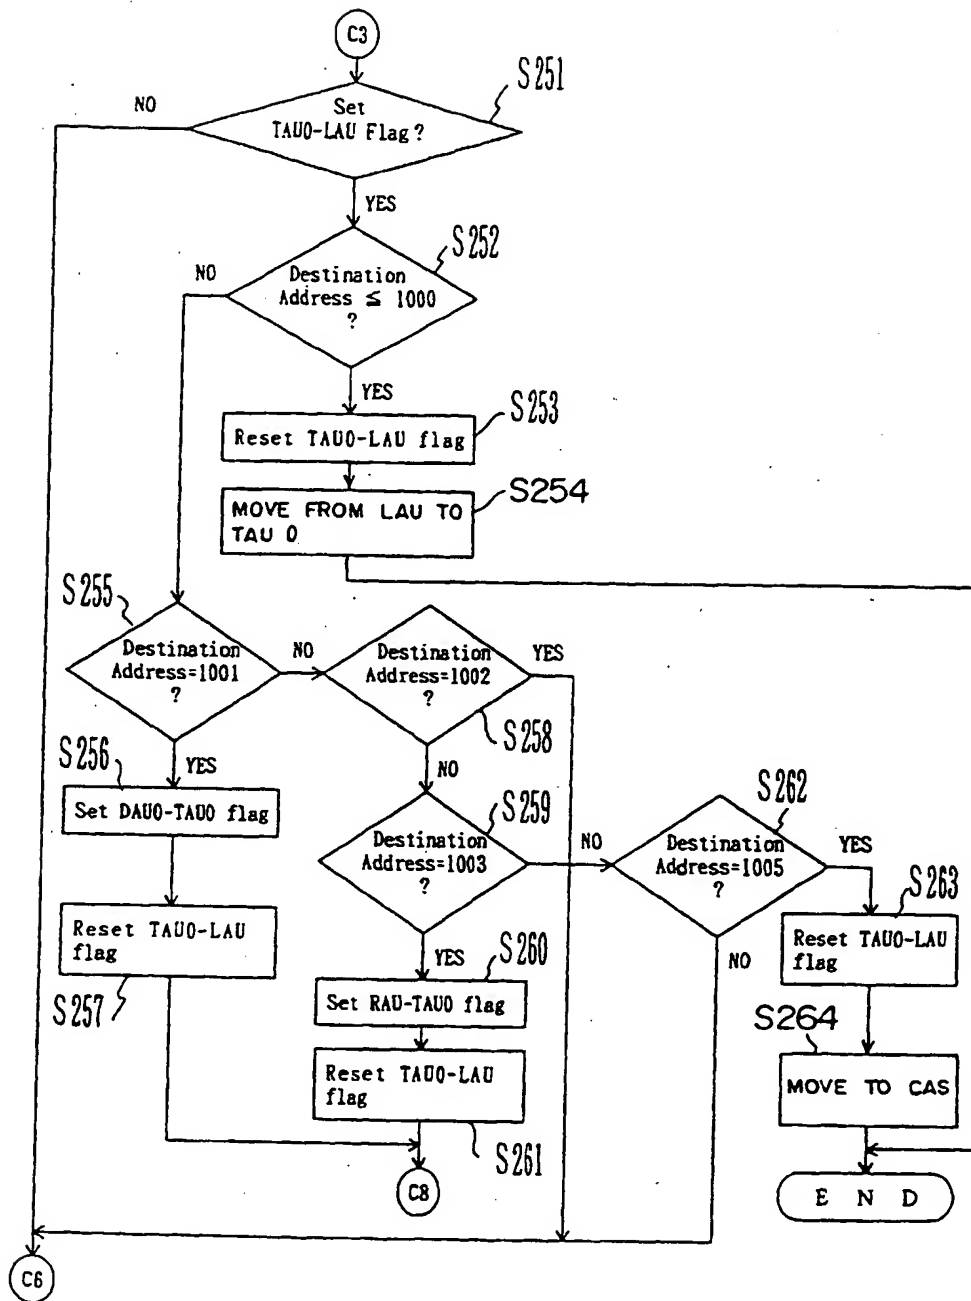 C3
S251
NO
Set
TAU0-LAU Flag?
YES
S252
NO
Destination
Address ≦ 1000
?
YES
S253
Reset TAU0-LAU flag
S254
MOVE FROM LAU TO
TAU 0
S255
Destination
Address=1001
?
NO
Destination
Address=1002
?
YES
S258
S256
YES
NO
Set DAU0-TAU0 flag
S259
S262
Destination
Address=1003
?
NO
Destination
Address=1005
?
YES
S263
Reset TAU0-LAU
flag
S257
YES
S260
NO
Reset TAU0-LAU
flag
Set RAU-TAU0 flag
S264
Reset TAU0-LAU
flag
MOVE TO CAS
S261
C8
E N D
C6